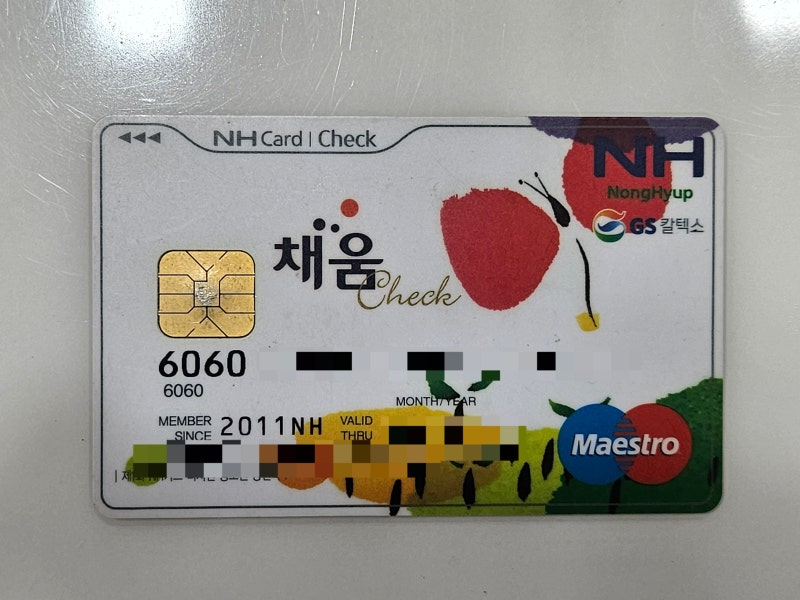 NH Card | Check
NH
NongHyup
GS 칼텍스
채움
Check
6060
6060
MONTH/YEAR
MEMBER SINCE 2011NH VALID THRU
Maestro